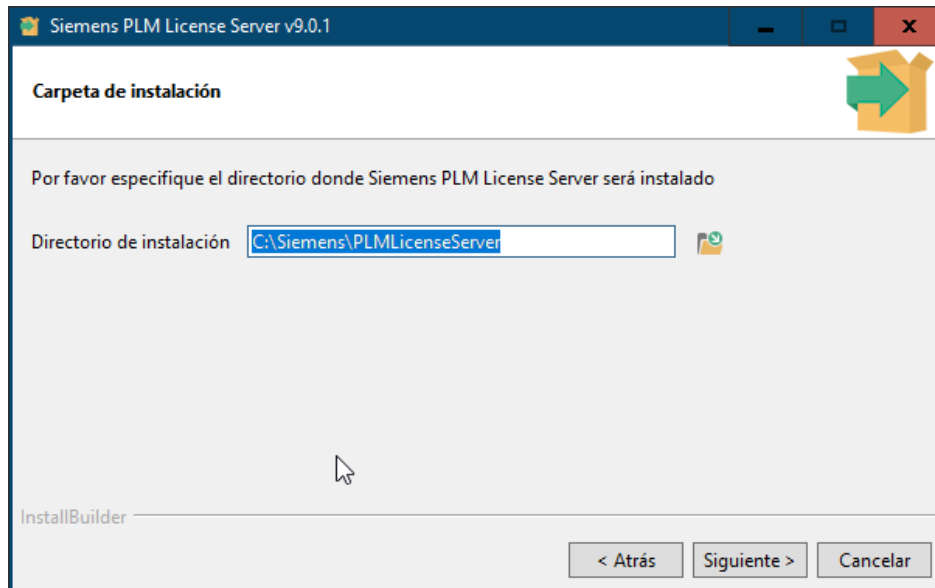 Siemens PLM License Server v9.0.1
Carpeta de instalación
Por favor especifique el directorio donde Siemens PLM License Server será instalado
Directorio de instalación C:\Siemens\PLMLicenseServer
InstallBuilder
< Atrás Siguiente > Cancelar